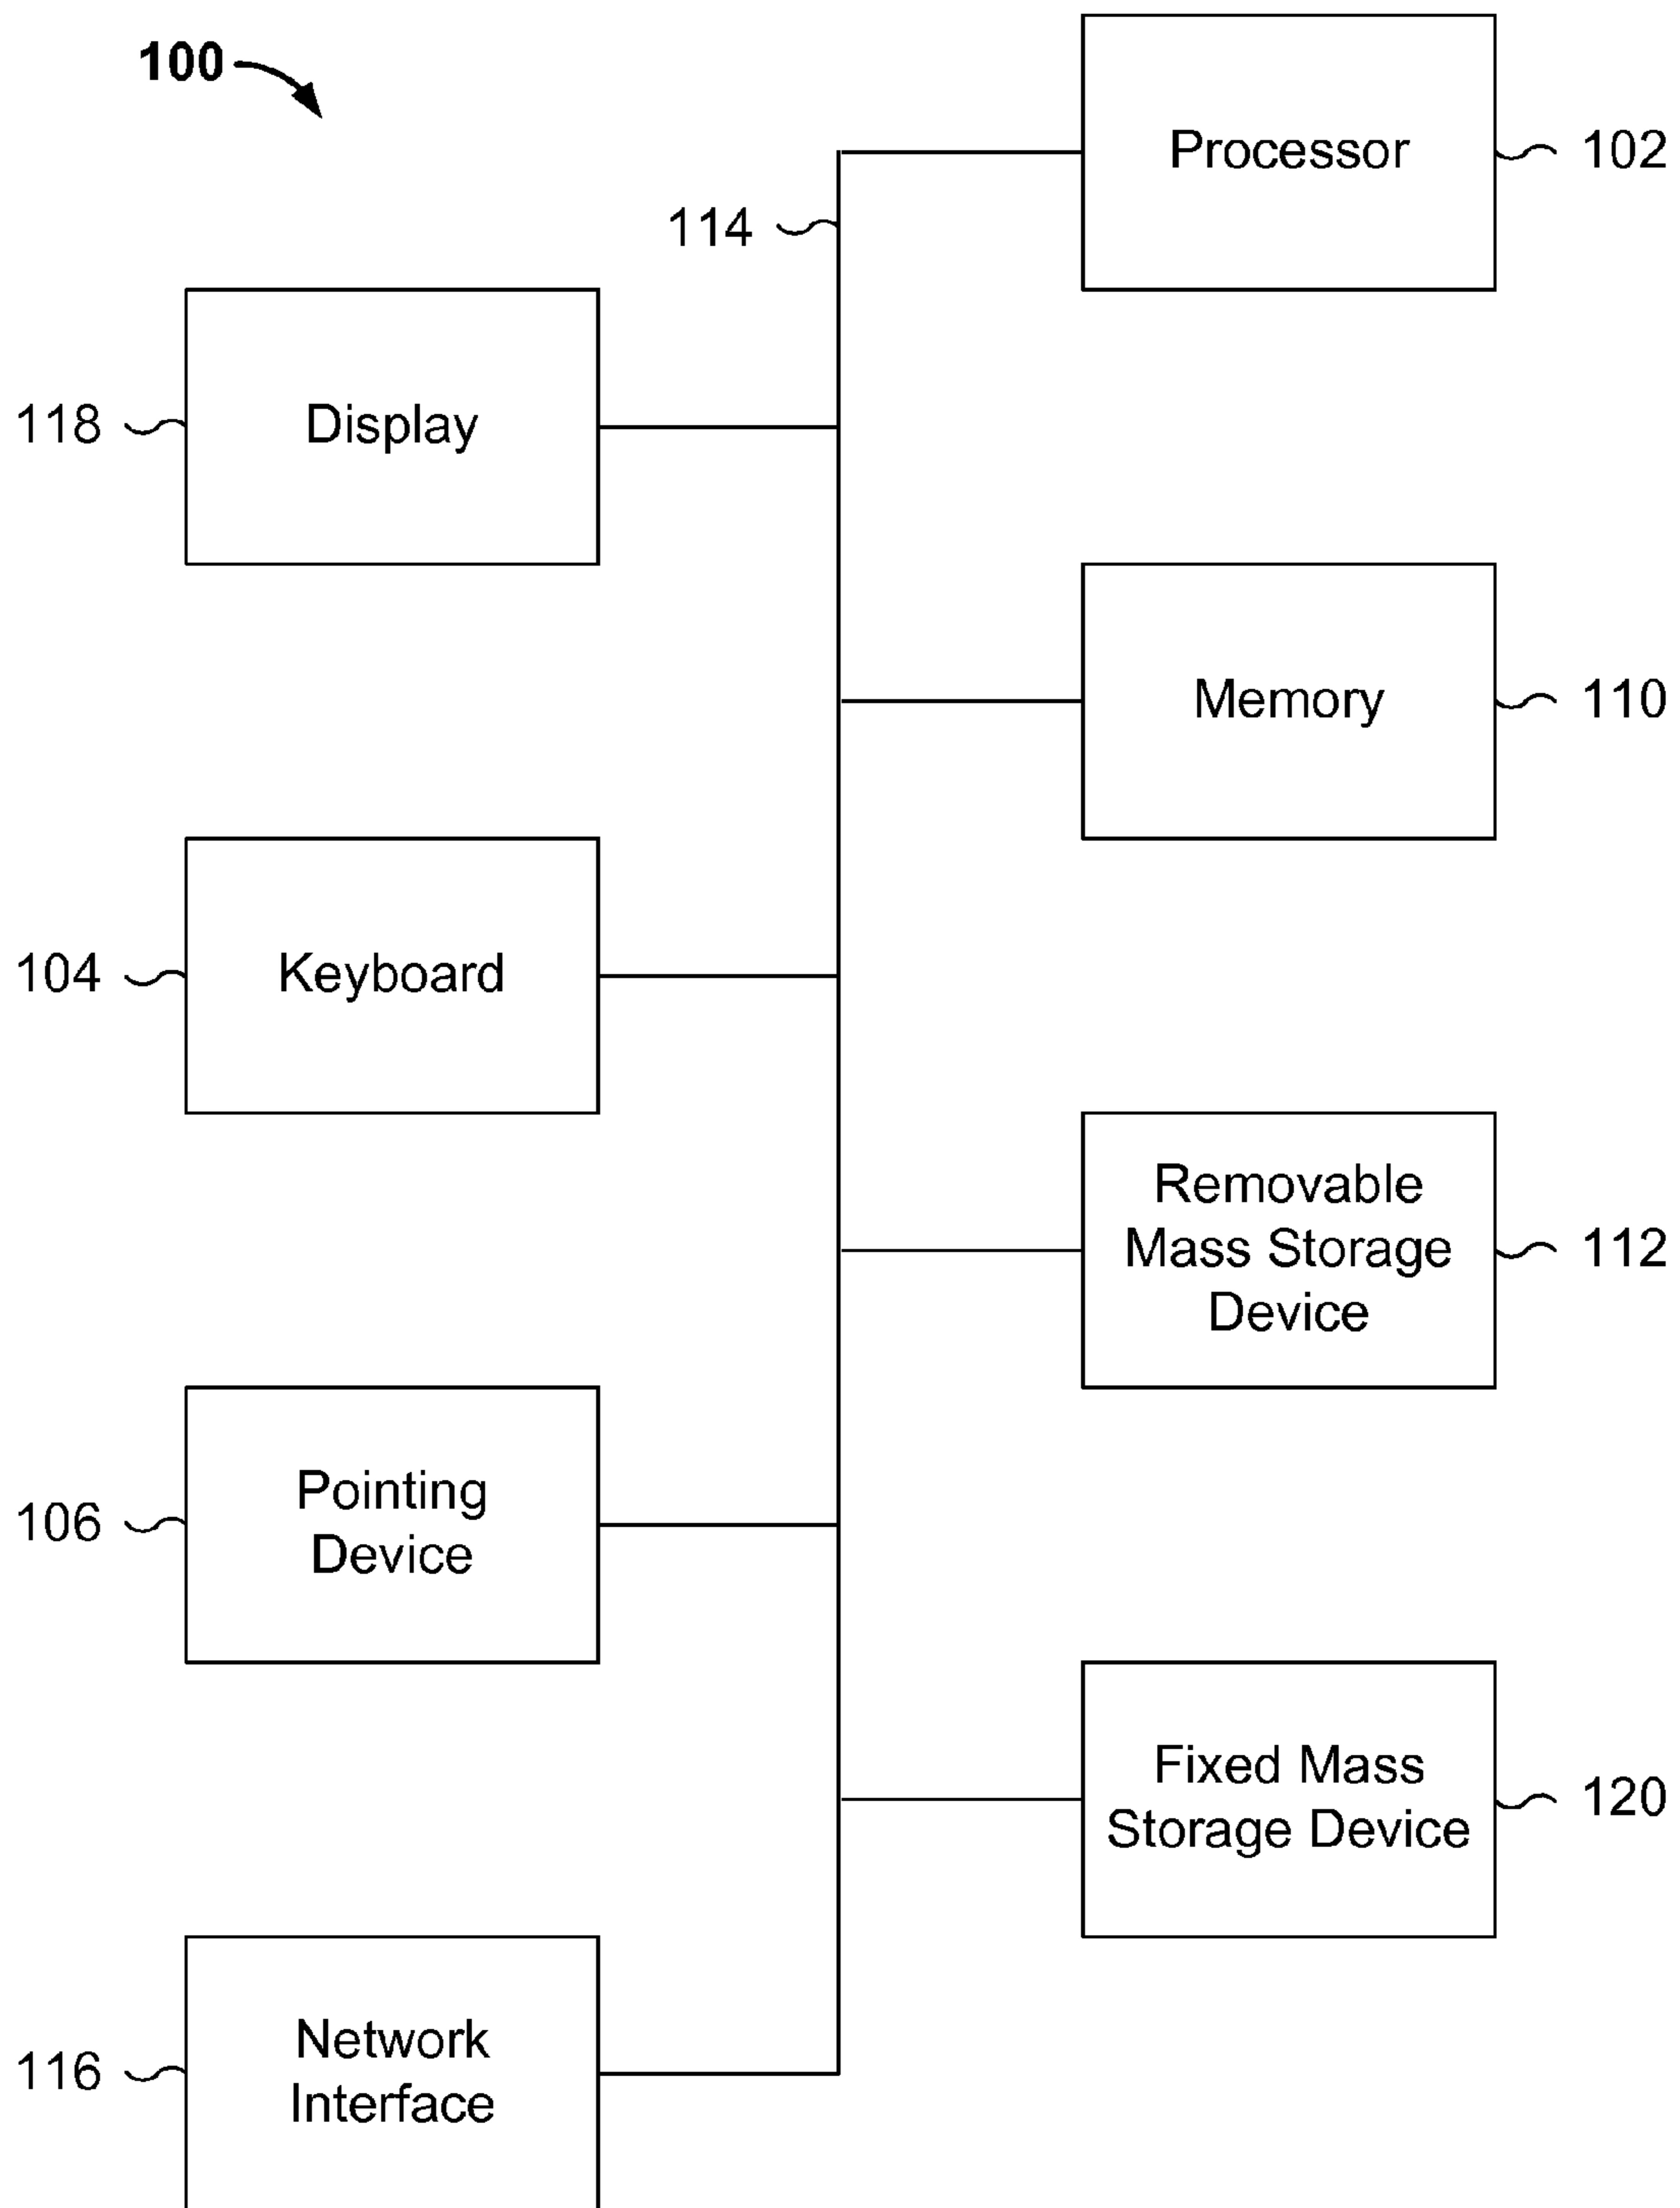 100
Processor
102
114
118
Display
Memory
110
104
Keyboard
Removable
Mass Storage
Device
112
106
Pointing
Device
Fixed Mass
Storage Device
120
116
Network
Interface